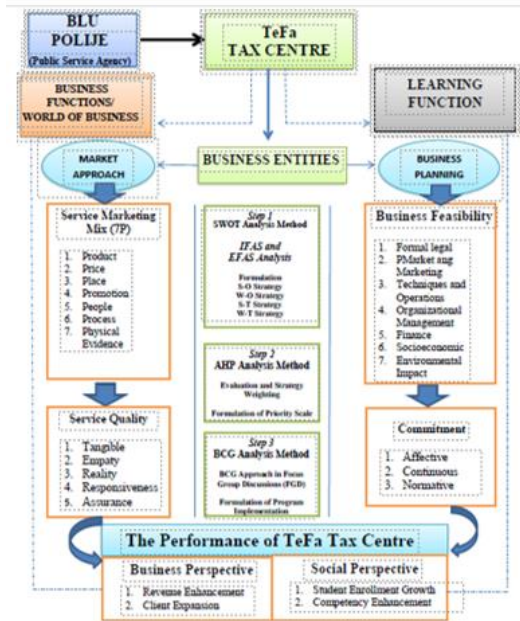 BLU
POLIJE
(Public Service Agency)
TeFa
TAX CENTRE
BUSINESS
FUNCTIONS/
WORLD OF BUSINESS
LEARNING
FUNCTION
MARKET
APPROACH
BUSINESS ENTITIES
BUSINESS
PLANNING
Service Marketing
Mix (7P)
1. Product
2. Price
3. Place
4. Promotion
5. People
6. Process
7. Physical
Evidence
Step 1
SWOT Analysis Method
IFAS and
EFAS Analysis
Formulation
S-O Strategy
W-O Strategy
S-T Strategy
W-T Strategy
Business Feasibility
1. Formal legal
2. PMarket ang
Marketing
3. Techniques and
Operations
4. Organizational
Management
5. Finance
6. Socioeconomic
7. Environmental
Impact
Step 2
AHP Analysis Method
Evaluation and Strategy
Weighting
Formulation of Priority Scale
Service Quality
1. Tangible
2. Empaty
3. Reality
4. Responsiveness
5. Assurance
Step 3
BCG Analysis Method
BCG Approach in Focus
Group Discussions (FGD)
Formulation of Program
Implementation
Commitment
1. Affective
2. Continuous
3. Normative
The Performance of TeFa Tax Centre
Business Perspective
1. Revenue Enhancement
2. Client Expansion
Social Perspective
1. Student Enrollment Growth
2. Competency Enhancement